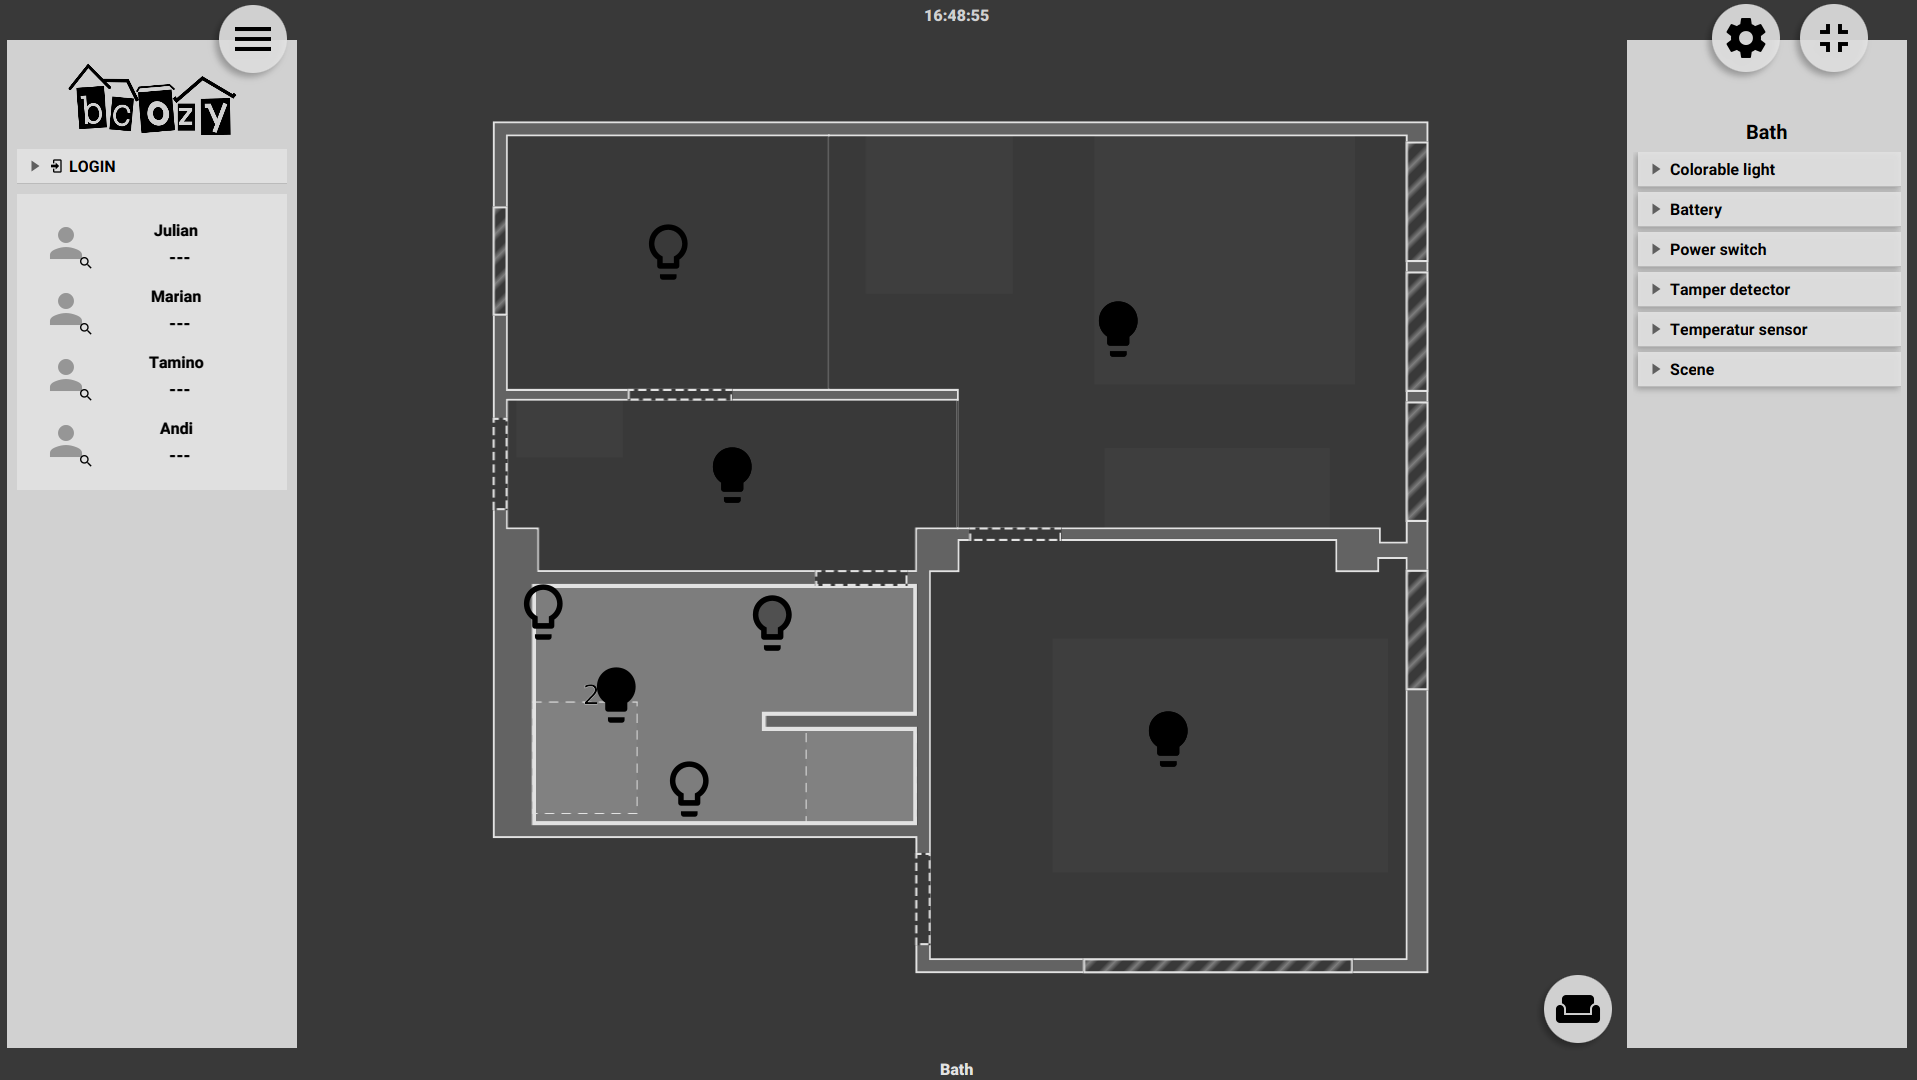 16:48:55
bcozy
LOGIN
Julian
---
Marian
---
Tamino
---
Andi
---
2
Bath
Colorable light
Battery
Power switch
Tamper detector
Temperatur sensor
Scene
Bath